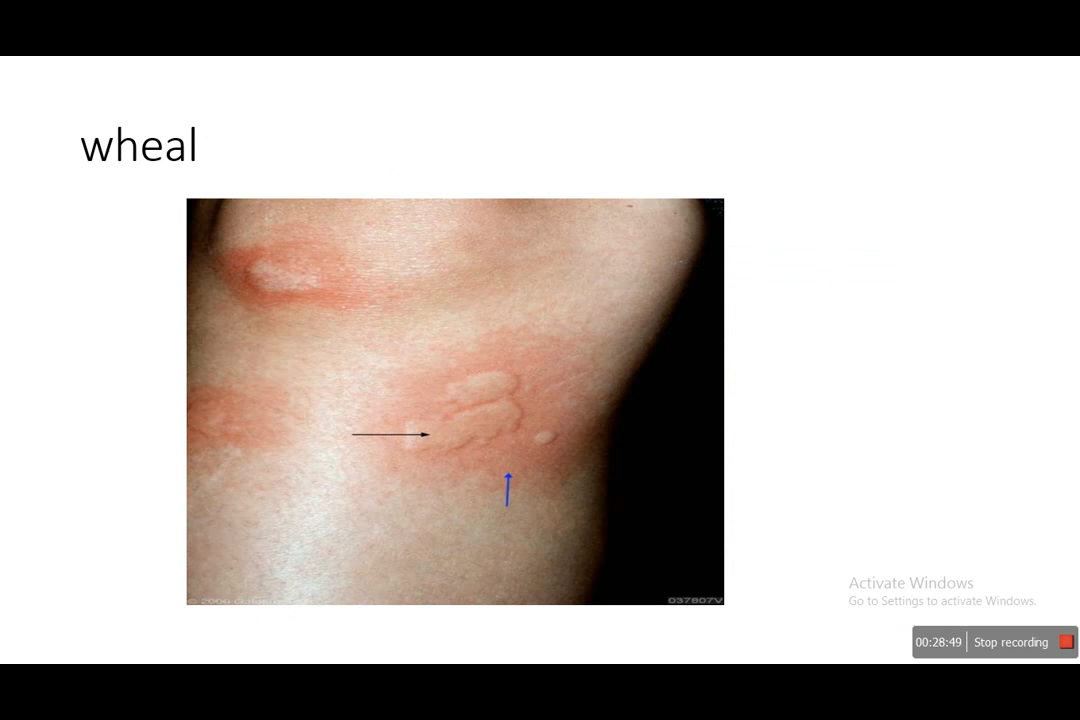 wheal
037807V
Activate Windows
Go to Settings to activate Windows.
00:28:49 Stop recording